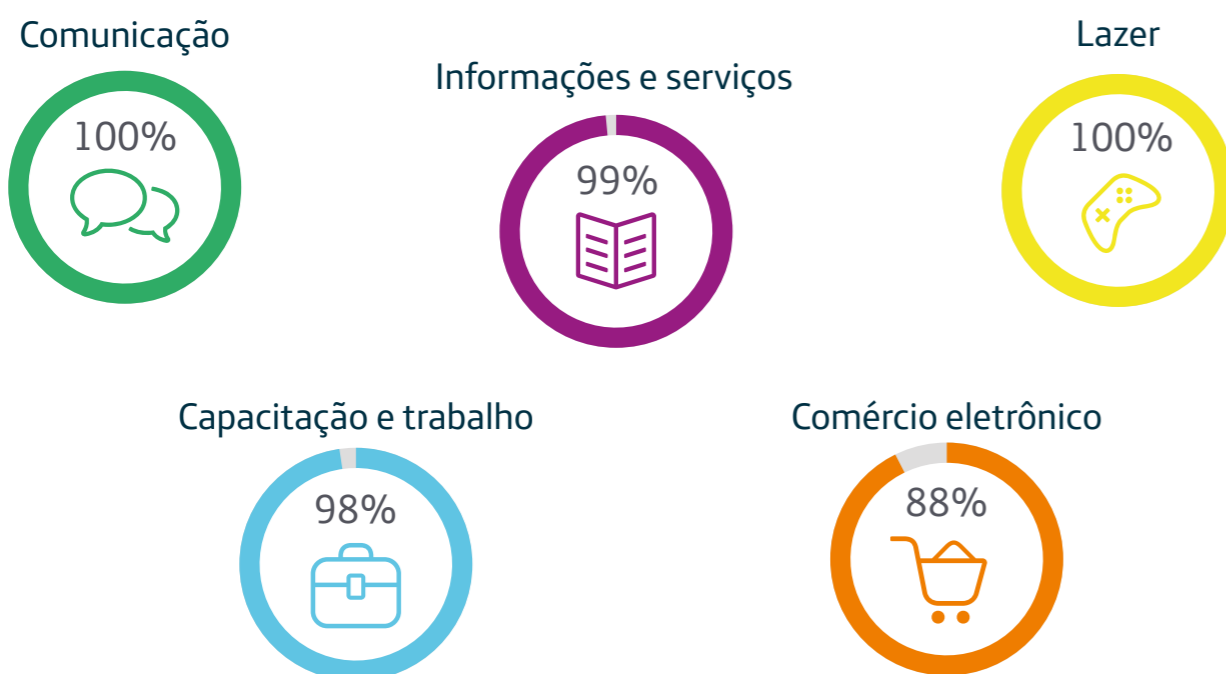 Comunicação
100%
Informações e serviços
99%
Lazer
100%
Capacitação e trabalho
98%
Comércio eletrônico
88%